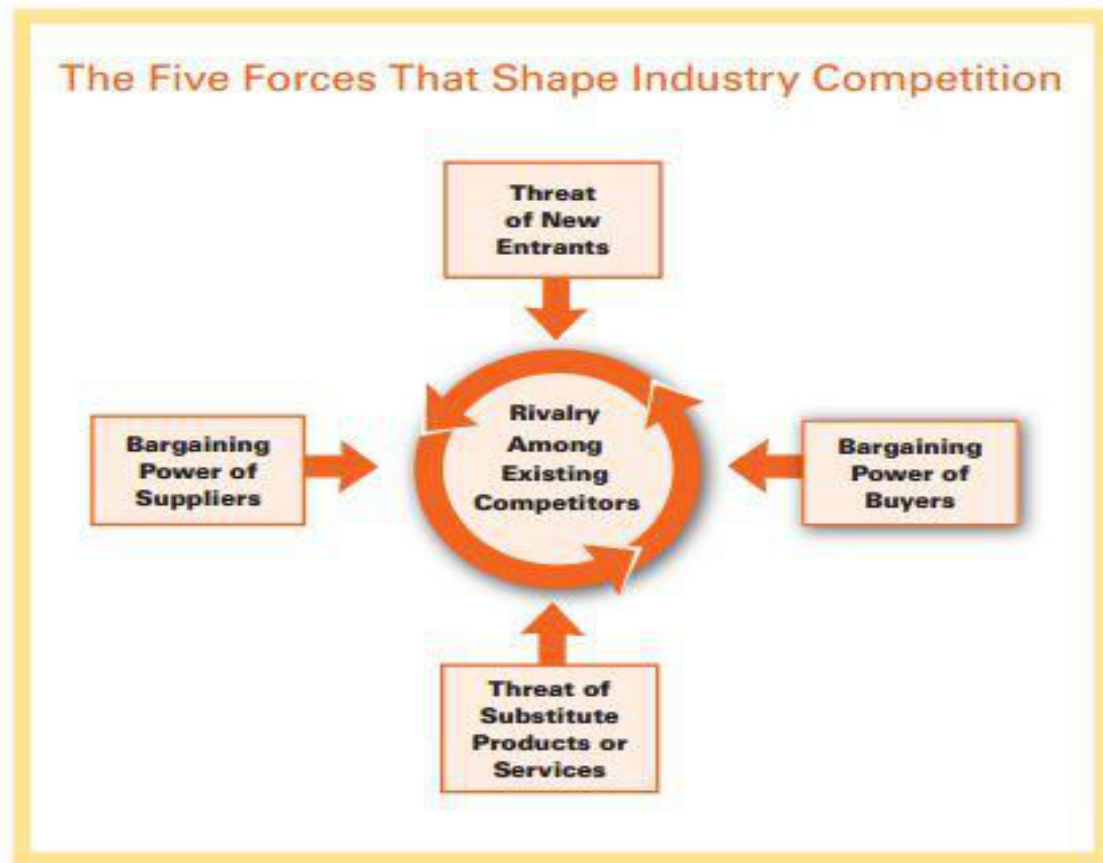 The Five Forces That Shape Industry Competition
Threat
of New
Entrants
Bargaining
Power of
Suppliers
Rivalry
Among
Existing
Competitors
Bargaining
Power of
Buyers
Threat of
Substitute
Products or
Services